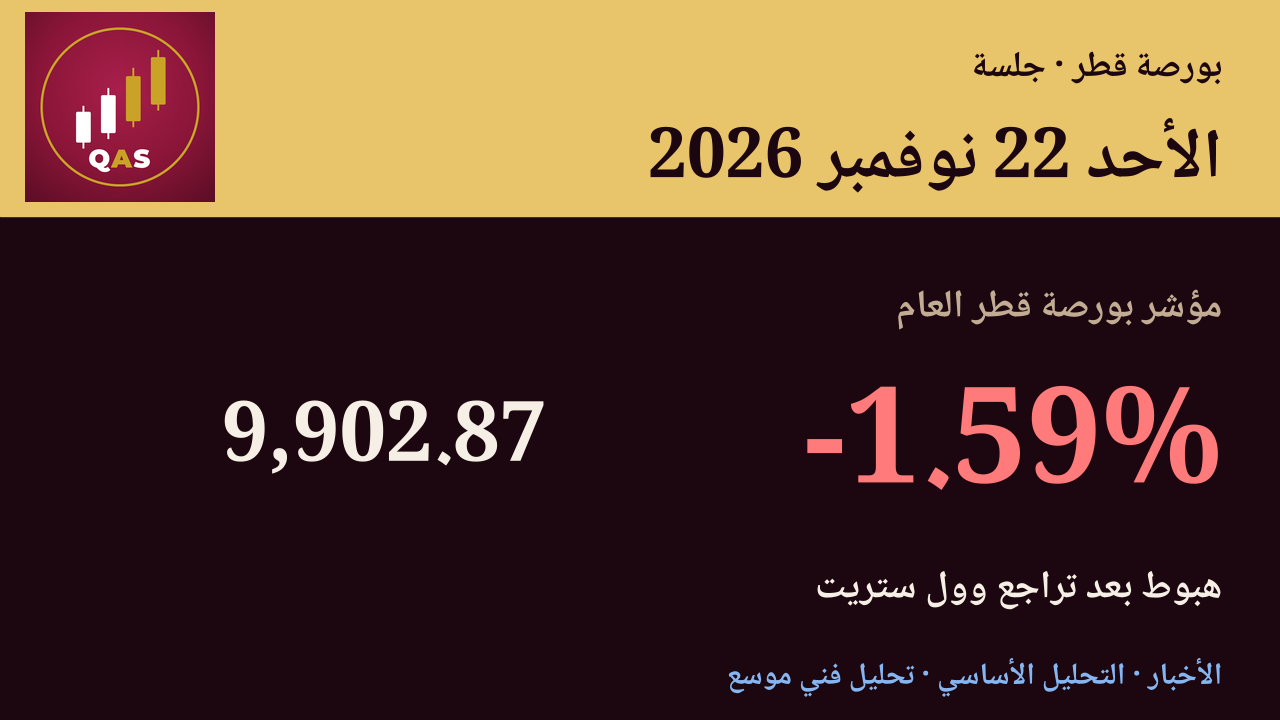 QAS
بورصة قطر · جلسة
الأحد 22 نوفمبر 2026
مؤشر بورصة قطر العام
-1.59%
9,902.87
هبوط بعد تراجع وول ستريت
الأخبار · التحليل الأساسي · تحليل فني موسع